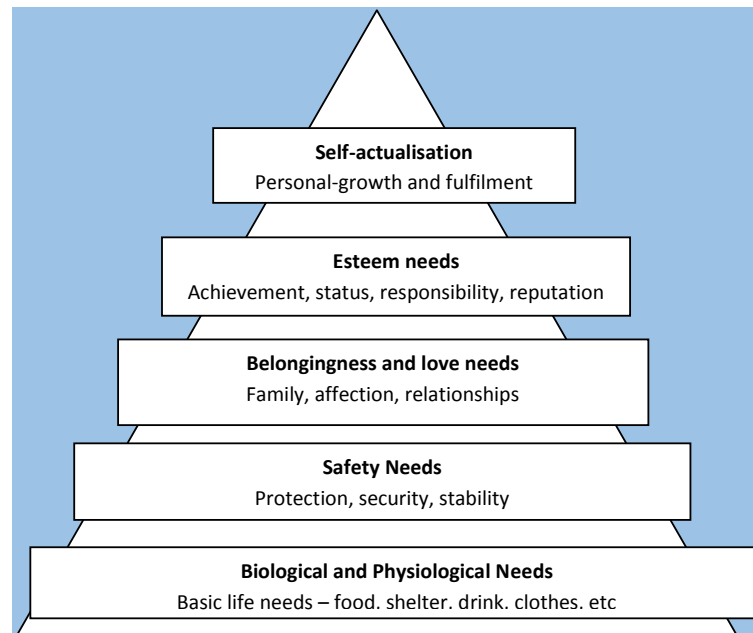 Self-actualisation
Personal-growth and fulfilment
Esteem needs
Achievement, status, responsibility, reputation
Belongingness and love needs
Family, affection, relationships
Safety Needs
Protection, security, stability
Biological and Physiological Needs
Basic life needs – food. shelter. drink. clothes. etc